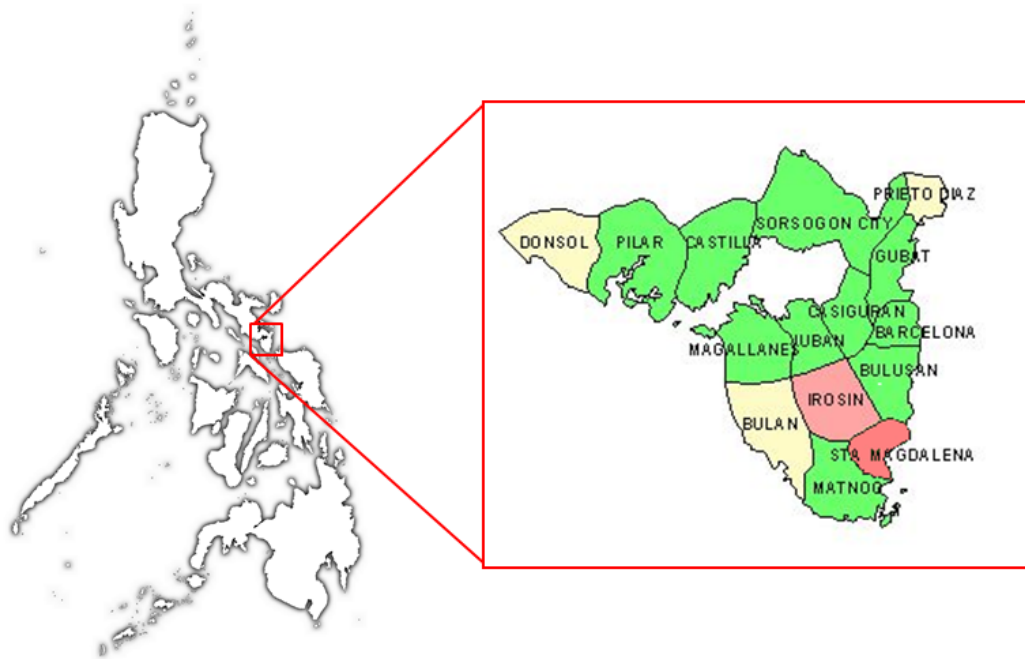 PRIETO DIAZ
SORSOGON CITY
DONSOL
PILAR
CASTILLA
GUBAT
CASIGURAN
BARCELONA
JUBAN
MAGALLANES
BULUSAN
IROSIN
BULAN
STA MAGDALENA
MATNOG